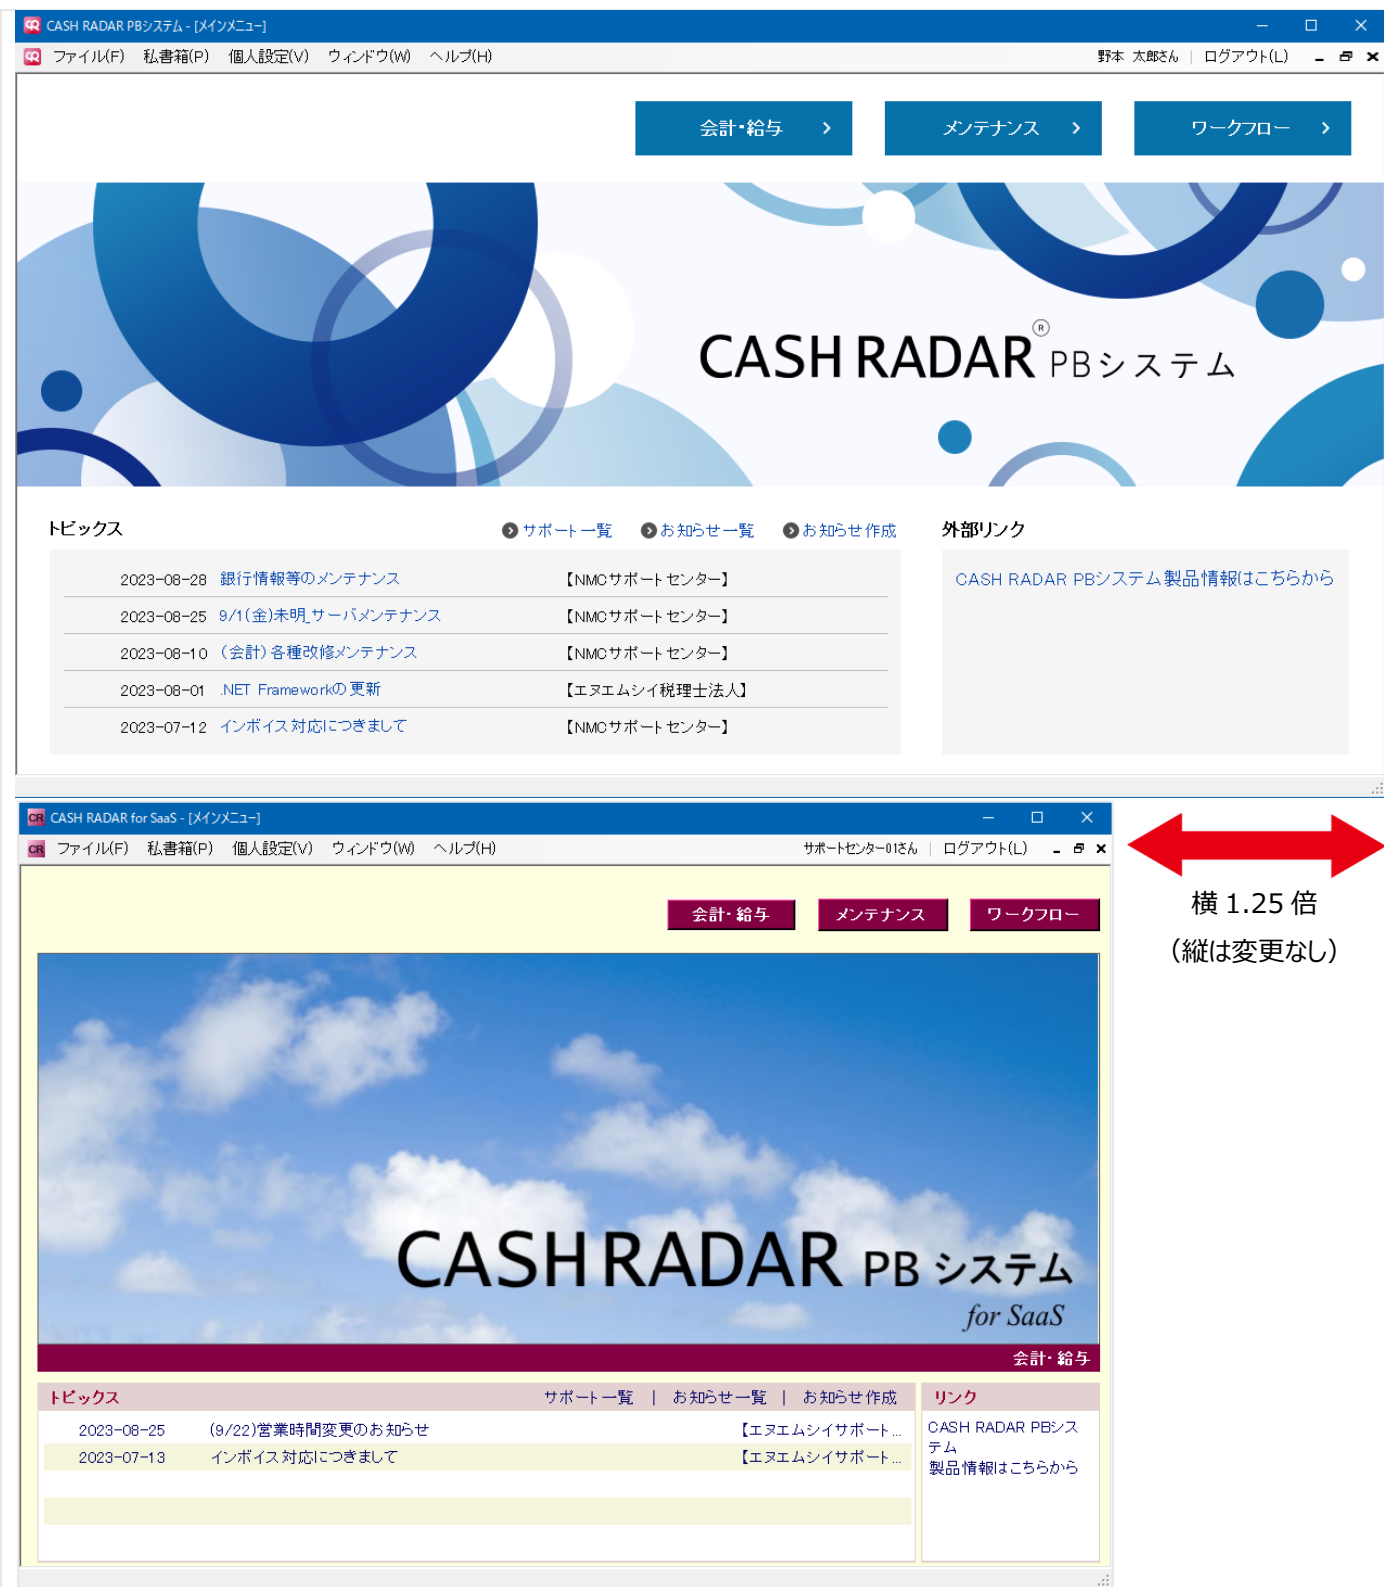 CASH RADAR PBシステム - [メインメニュー]
ファイル(F) 私書箱(P) 個人設定(V) ウィンドウ(W) ヘルプ(H) 野本 太郎さん | ログアウト(L)
会計・給与 メンテナンス ワークフロー
CASH RADAR® PBシステム
トピックス サポート一覧 お知らせ一覧 お知らせ作成 外部リンク
2023-08-28 銀行情報等のメンテナンス 【NMCサポートセンター】 CASH RADAR PBシステム製品情報はこちらから
2023-08-25 9/1(金)未明_サーバメンテナンス 【NMCサポートセンター】
2023-08-10 (会計)各種改修メンテナンス 【NMCサポートセンター】
2023-08-01 .NET Frameworkの更新 【エヌエムシイ税理士法人】
2023-07-12 インボイス対応につきまして 【NMCサポートセンター】
CR CASH RADAR for SaaS - [メインメニュー]
CR ファイル(F) 私書箱(P) 個人設定(V) ウィンドウ(W) ヘルプ(H) サポートセンター01さん | ログアウト(L)
会計・給与 メンテナンス ワークフロー
横 1.25 倍
（縦は変更なし）
CASH RADAR PB システム
for SaaS
会計・給与
トピックス サポート一覧 | お知らせ一覧 | お知らせ作成 リンク
2023-08-25 (9/22)営業時間変更のお知らせ 【エヌエムシイサポート...
2023-07-13 インボイス対応につきまして 【エヌエムシイサポート...
CASH RADAR PBシス
テム
製品情報はこちらから